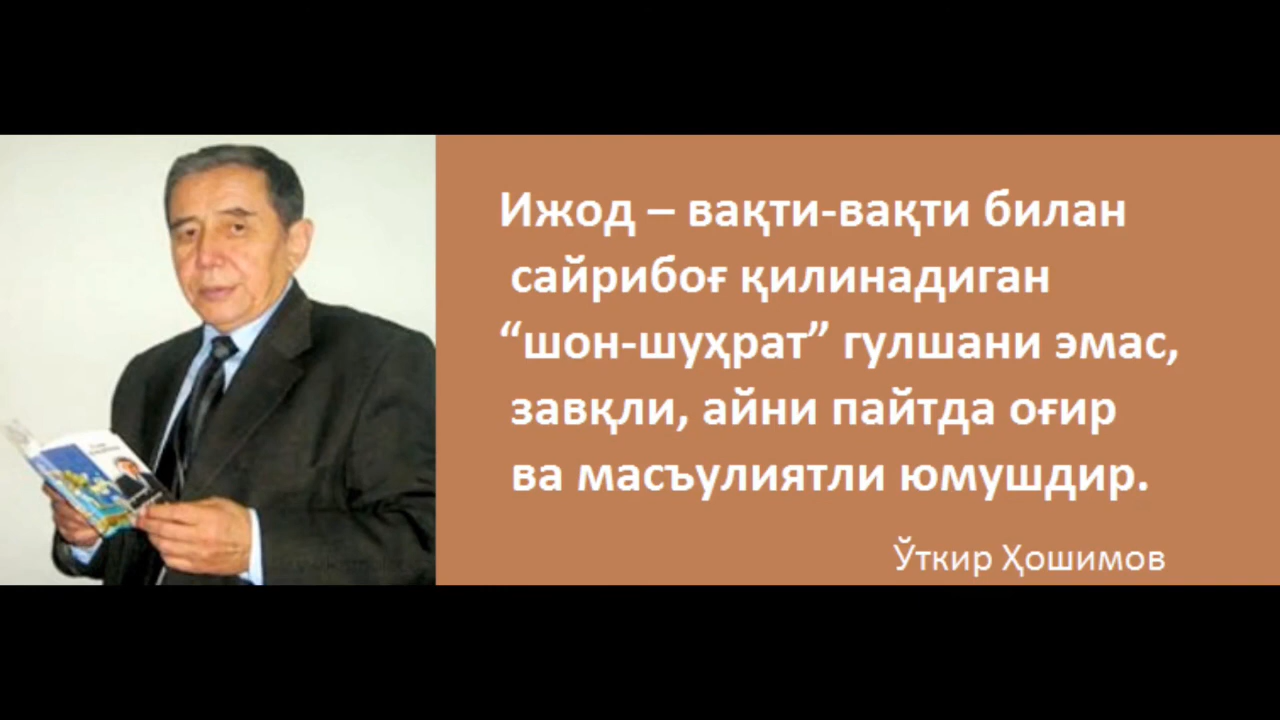 Ижод – вақти-вақти билан
сайрибоғ қилинадиган
“шон-шуҳрат” гулшани эмас,
завқли, айни пайтда оғир
ва масъулиятли юмушдир.
Ўткир Ҳошимов